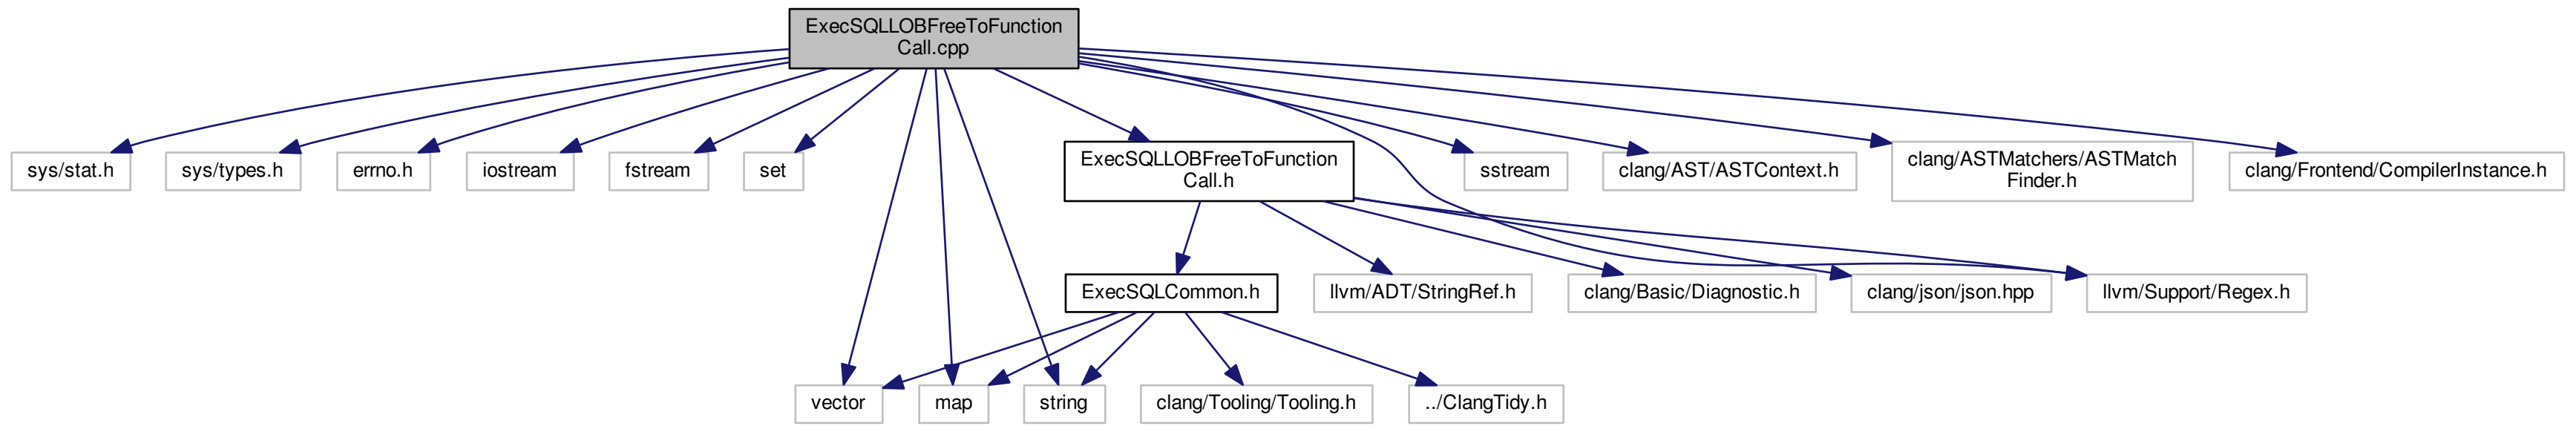 ExecSQLLOBFreeToFunction
Call.cpp
sys/stat.h
sys/types.h
errno.h
iostream
fstream
set
ExecSQLLOBFreeToFunction
Call.h
sstream
clang/AST/ASTContext.h
clang/ASTMatchers/ASTMatch
Finder.h
clang/Frontend/CompilerInstance.h
ExecSQLCommon.h
llvm/ADT/StringRef.h
clang/Basic/Diagnostic.h
clang/json/json.hpp
llvm/Support/Regex.h
vector
map
string
clang/Tooling/Tooling.h
../ClangTidy.h